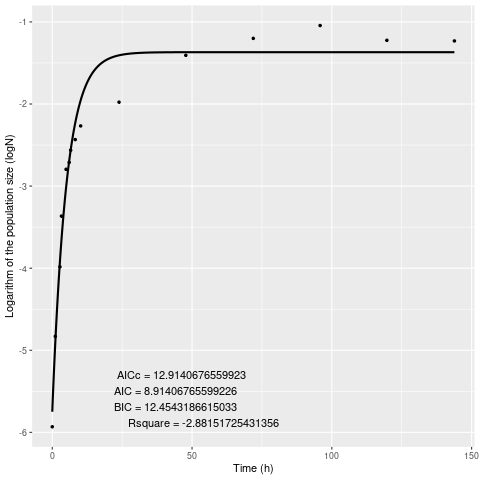 -1
-2
-3
-4
-5
-6
Logarithm of the population size (logN)
AICc = 12.9140676559923
AIC = 8.91406765599226
BIC = 12.4543186615033
Rsquare = -2.88151725431356
0
50
100
150
Time (h)